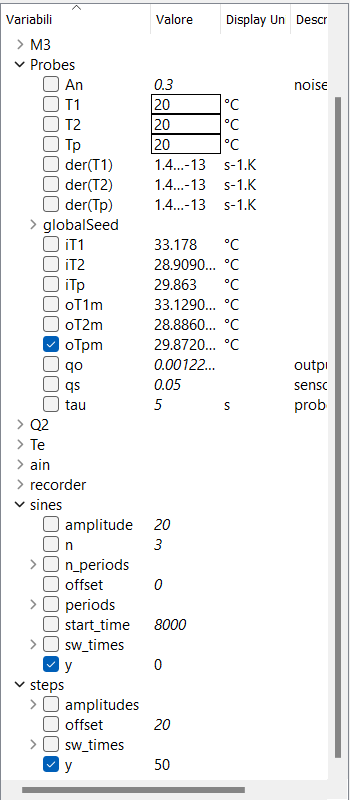 Variabili Valore Display Un Descr
M3
Probes
An 0.3 noise
T1 20 °C
T2 20 °C
Tp 20 °C
der(T1) 1.4...-13 s-1.K
der(T2) 1.4...-13 s-1.K
der(Tp) 1.4...-13 s-1.K
globalSeed
iT1 33.178 °C
iT2 28.9090... °C
iTp 29.863 °C
oT1m 33.1290... °C
oT2m 28.8860... °C
oTpm 29.8720... °C
qo 0.00122... outpu
qs 0.05 senso
tau 5 s probe
Q2
Te
ain
recorder
sines
amplitude 20
n 3
n_periods
offset 0
periods
start_time 8000
sw_times
y 0
steps
amplitudes
offset 20
sw_times
y 50